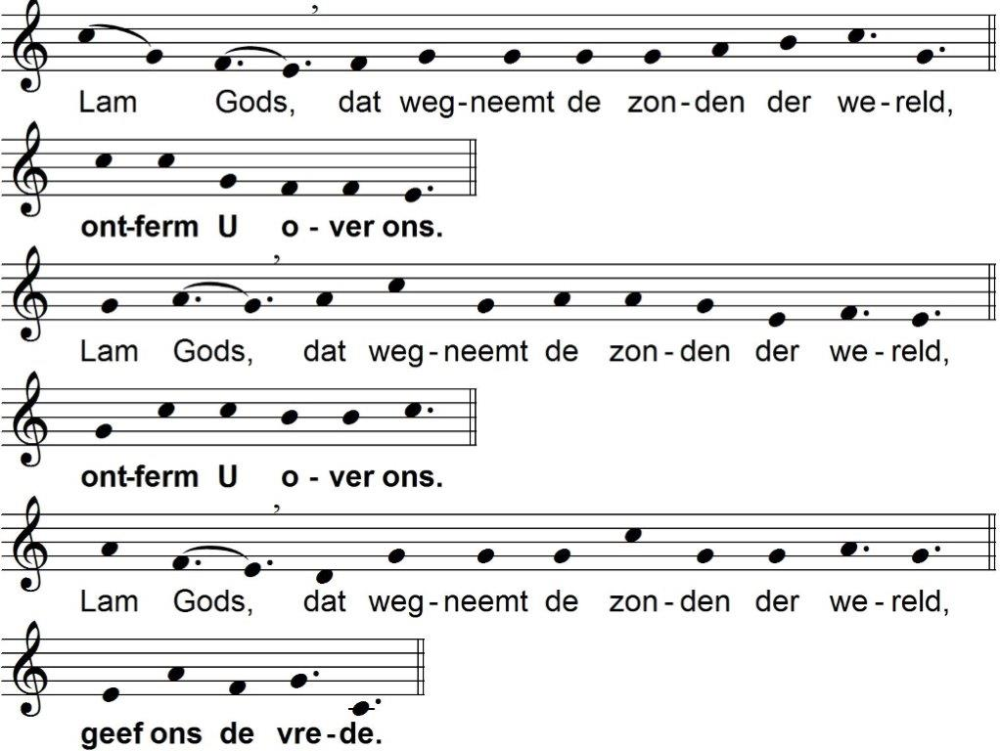 Lam Gods, dat weg-neemt de zon-den der we-reld,
ont-ferm U o-ver ons.
Lam Gods, dat weg-neemt de zon-den der we-reld,
ont-ferm U o-ver ons.
Lam Gods, dat weg-neemt de zon-den der we-reld,
geef ons de vre-de.